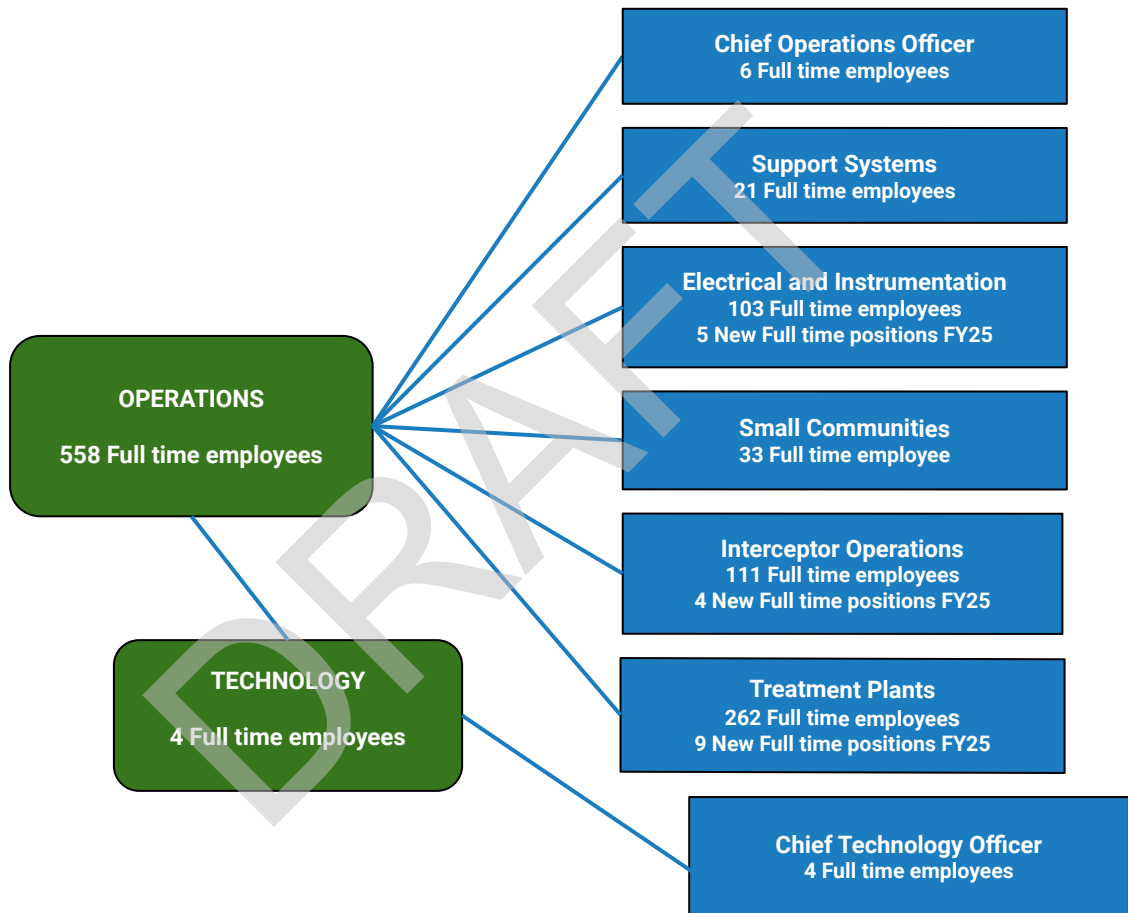 Chief Operations Officer
6 Full time employees
Support Systems
21 Full time employees
Electrical and Instrumentation
103 Full time employees
5 New Full time positions FY25
OPERATIONS
558 Full time employees
Small Communities
33 Full time employee
Interceptor Operations
111 Full time employees
4 New Full time positions FY25
TECHNOLOGY
4 Full time employees
Treatment Plants
262 Full time employees
9 New Full time positions FY25
Chief Technology Officer
4 Full time employees
DRAFT